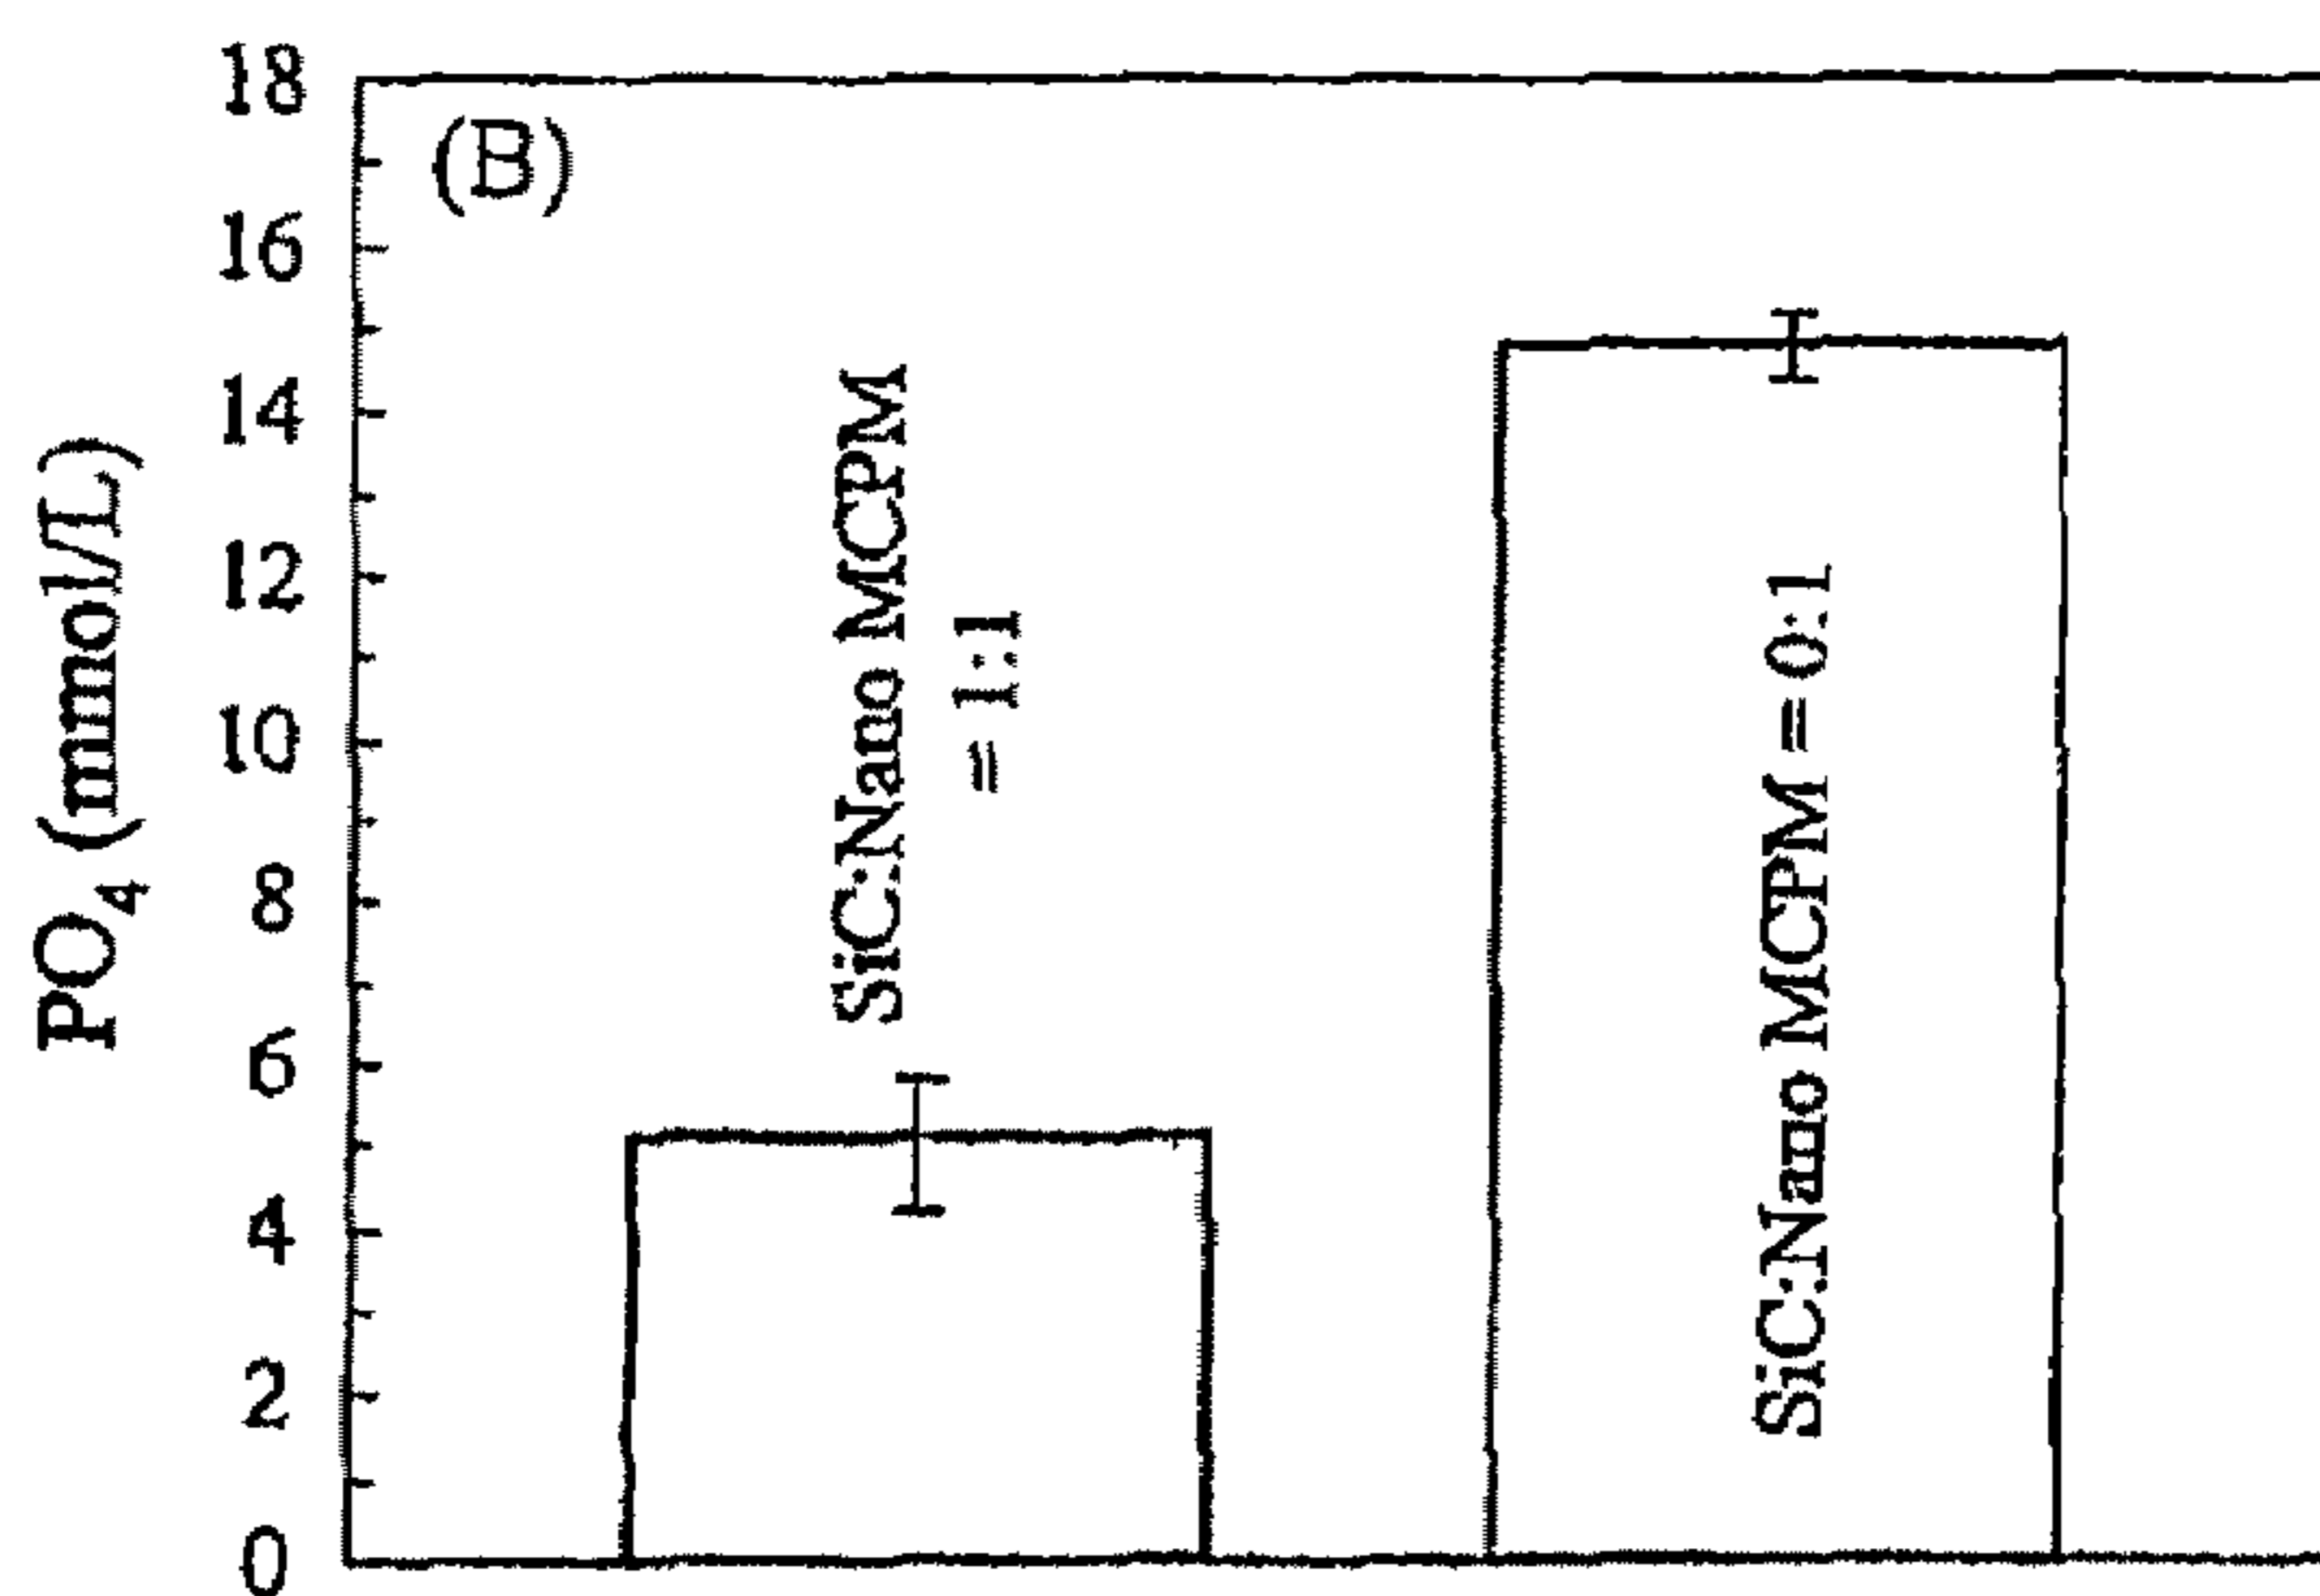 18
(B)
16
14
12
10
8
6
4
2
0
PO4 (mmol/L)
SiC:Nano MCPM
= 1:1
SiC:Nano MCPM = 0:1